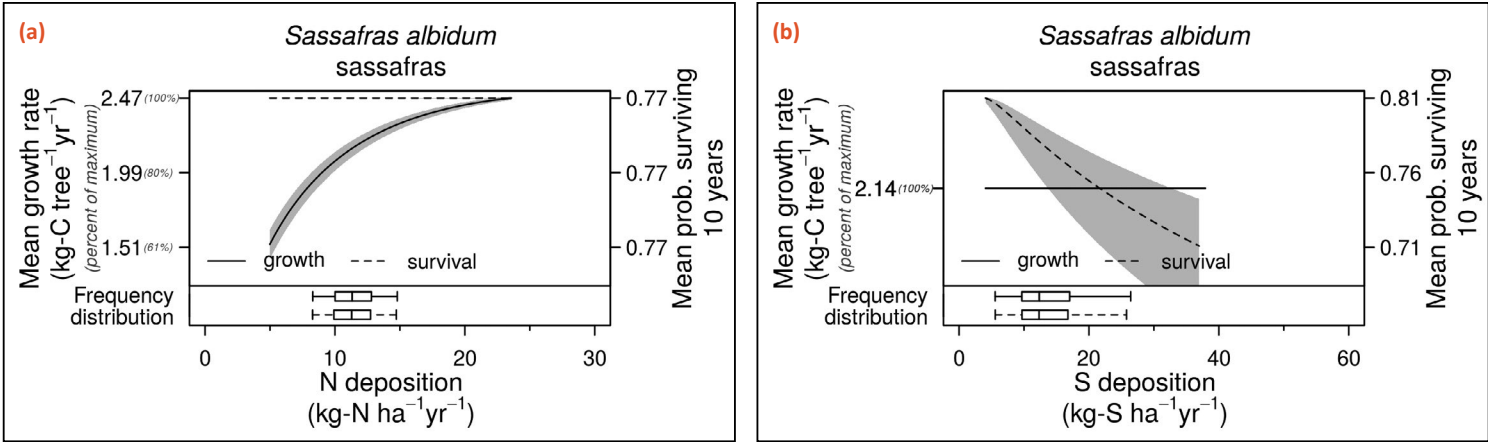 (a)
Sassafras albidum
sassafras
Mean growth rate
(kg-C tree⁻¹yr⁻¹)
(percent of maximum)
2.47 (100%)
1.99 (80%)
1.51 (61%)
0.77
0.77
0.77
Mean prob. surviving
10 years
growth
survival
Frequency
distribution
0 10 20 30
N deposition
(kg-N ha⁻¹yr⁻¹)
(b)
Sassafras albidum
sassafras
Mean growth rate
(kg-C tree⁻¹yr⁻¹)
(percent of maximum)
2.14 (100%)
0.81
0.76
0.71
Mean prob. surviving
10 years
growth
survival
Frequency
distribution
0 20 40 60
S deposition
(kg-S ha⁻¹yr⁻¹)